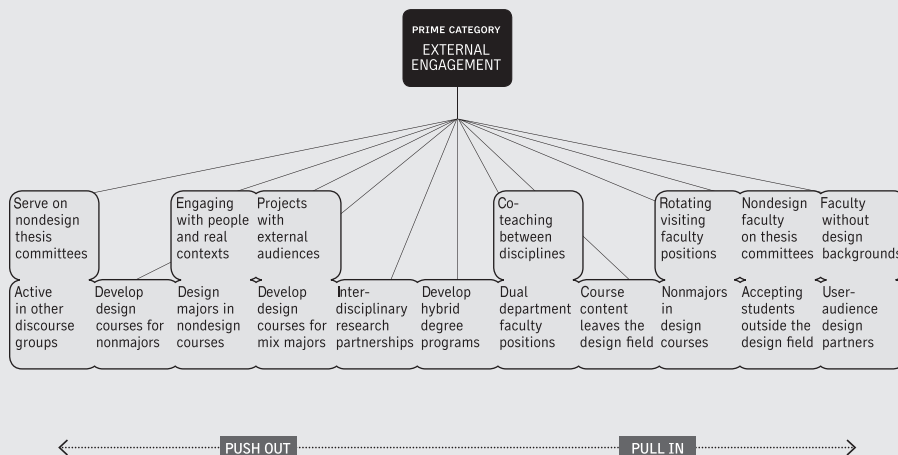 PRIME CATEGORY
EXTERNAL
ENGAGEMENT
Serve on
nondesign
thesis
committees
Engaging
with people
and real
contexts
Projects
with
external
audiences
Co-
teaching
between
disciplines
Rotating
visiting
faculty
positions
Nondesign
faculty
on thesis
committees
Faculty
without
design
backgrounds
Active
in other
discourse
groups
Develop
design
courses for
nonmajors
Design
majors in
nondesign
courses
Develop
design
courses for
mix majors
Inter-
disciplinary
research
partnerships
Develop
hybrid
degree
programs
Dual
department
faculty
positions
Course
content
leaves the
design field
Nonmajors
in
design
courses
Accepting
students
outside the
design field
User-
audience
design
partners
PUSH OUT
PULL IN